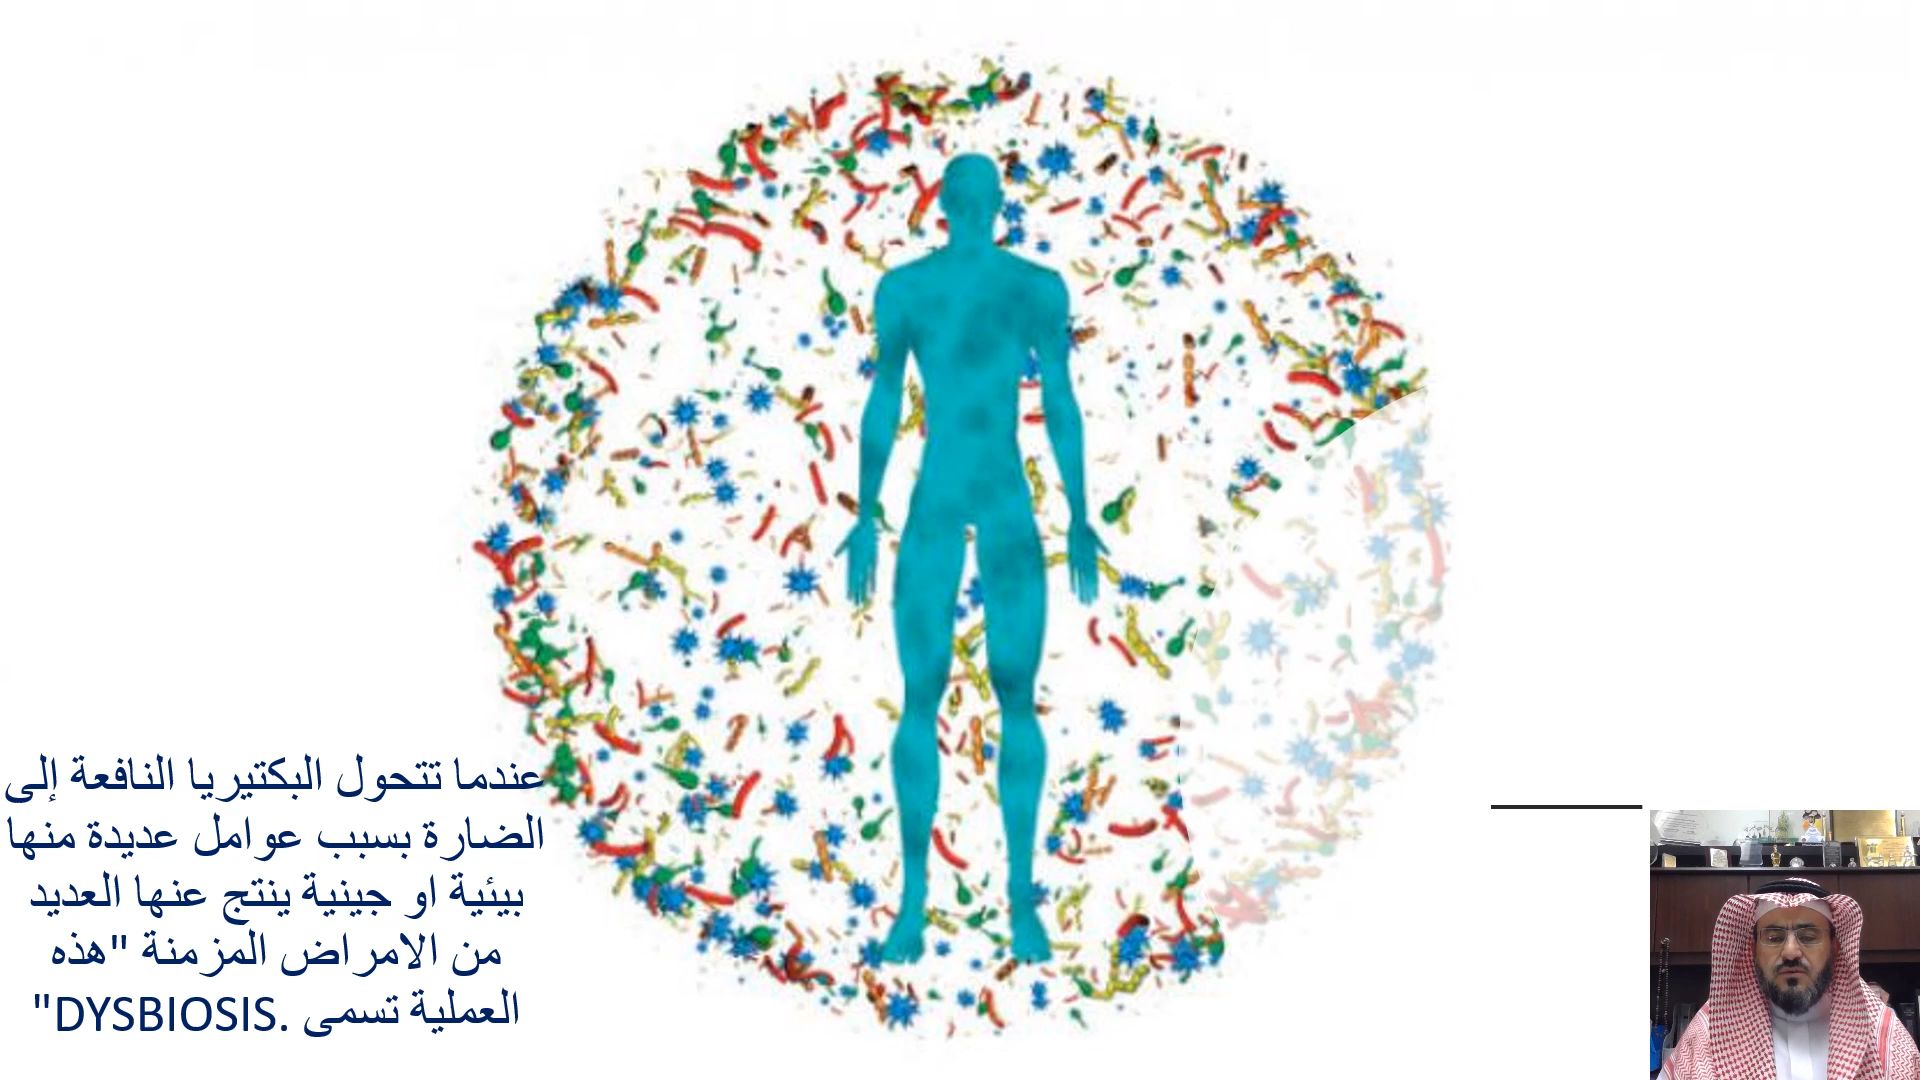 عندما تتحول البكتيريا النافعة إلى
الضارة بسبب عوامل عديدة منها
بيئية او جينية ينتج عنها العديد
من الامراض المزمنة "هذه
العملية تسمى .DYSBIOSIS"